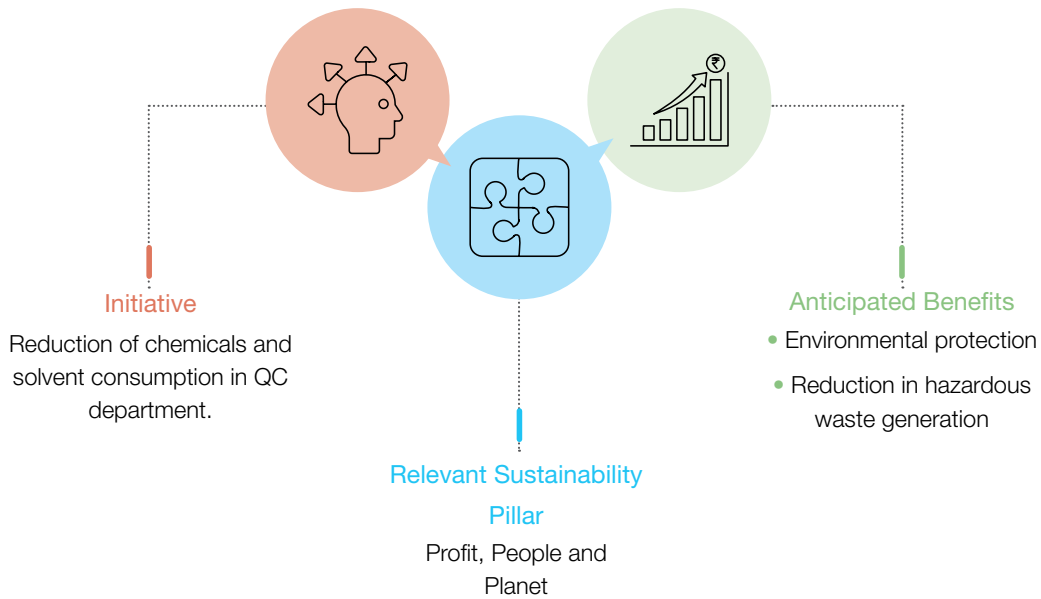 ₹
Initiative
Reduction of chemicals and
solvent consumption in QC
department.
Relevant Sustainability
Pillar
Profit, People and
Planet
Anticipated Benefits
• Environmental protection
• Reduction in hazardous
waste generation